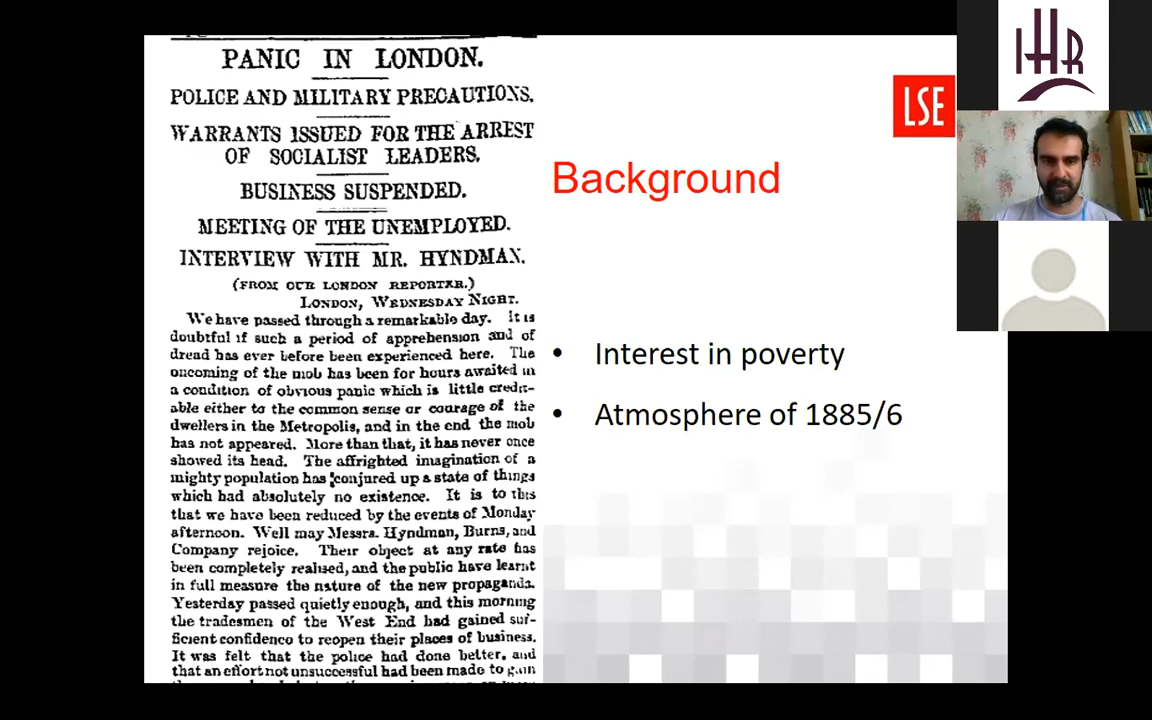 PANIC IN LONDON.
POLICE AND MILITARY PRECAUTIONS.
WARRANTS ISSUED FOR THE ARREST
OF SOCIALIST LEADERS.
BUSINESS SUSPENDED.
MEETING OF THE UNEMPLOYED.
INTERVIEW WITH MR. HYNDMAN.
(FROM OUR LONDON REPORTER.)
LONDON, WEDNESDAY NIGHT.
We have passed through a remarkable day. It is
doubtful if such a period of apprehension and of
dread has ever before been experienced here. The
oncoming of the mob has been for hours awaited in
a condition of obvious panic which is little credit-
able either to the common sense or courage of the
dwellers in the Metropolis, and in the end the mob
has not appeared. More than that, it has never once
showed its head. The affrighted imagination of a
mighty population has conjured up a state of things
which had absolutely no existence. It is to this
that we have been reduced by the events of Monday
afternoon. Well may Messrs. Hyndman, Burns, and
Company rejoice. Their object at any rate has
been completely realised, and the public have learnt
in full measure the nature of the new propaganda.
Yesterday passed quietly enough, and this morning
the tradesmen of the West End had gained suf-
ficient confidence to reopen their places of business.
It was felt that the police had done better, and
that an effort not unsuccessful had been made to gain
LSE
Background
• Interest in poverty
• Atmosphere of 1885/6
IHR